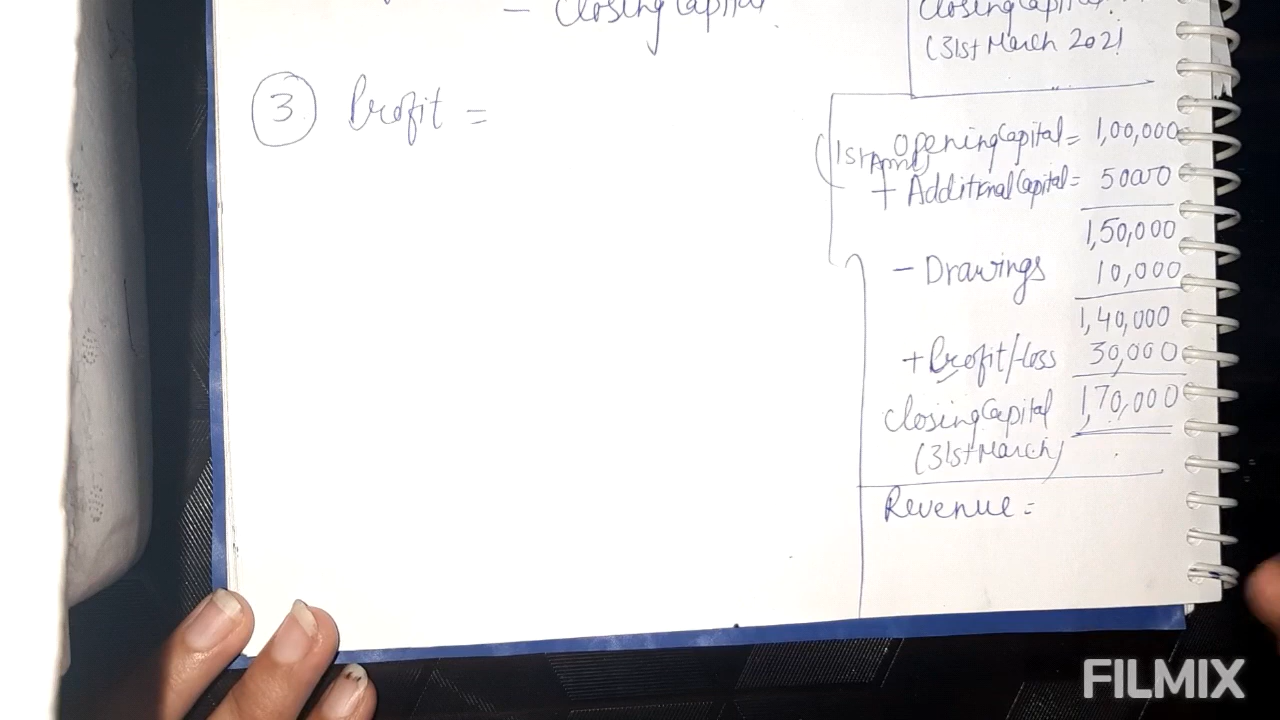 - Closing Capital
Closing Capital
(31st March 2021
3 Profit =
1st April Opening Capital = 1,00,000
+ Additional Capital = 50000
1,50,000
- Drawings 10,000
1,40,000
+ Profit/-loss 30,000
Closing Capital 1,70,000
(31st March)
Revenue =
FILMIX